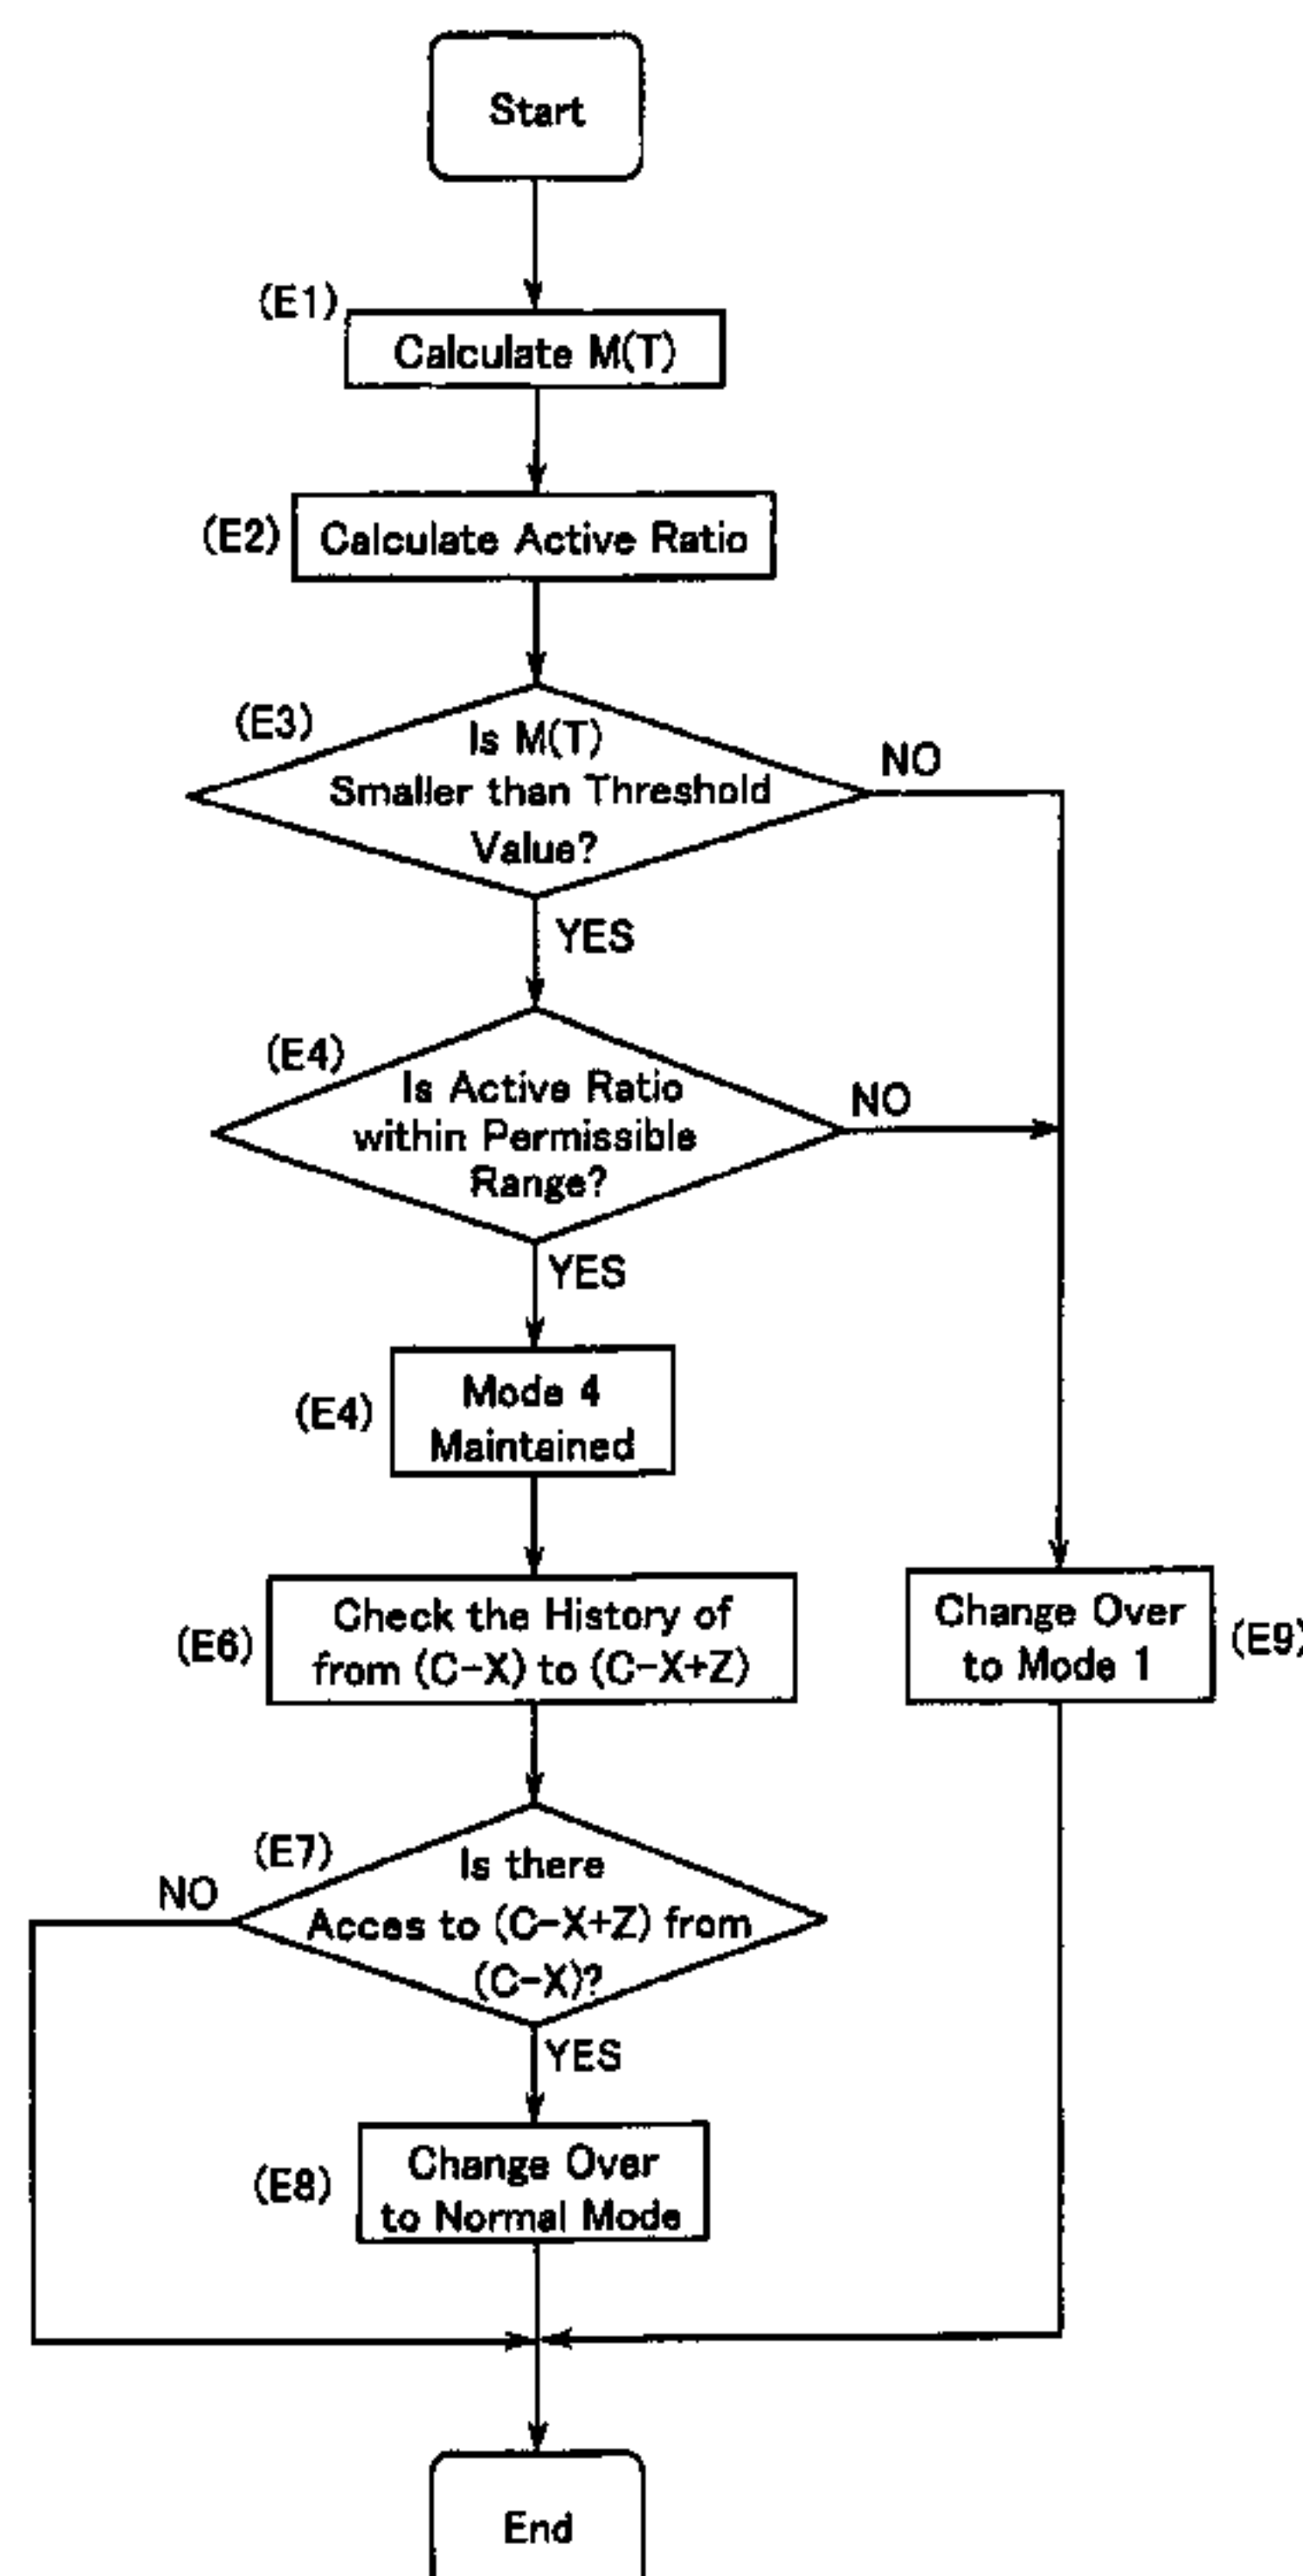 Start
(E1)
Calculate M(T)
(E2)
Calculate Active Ratio
(E3)
Is M(T)
Smaller than Threshold
Value?
NO
YES
(E4)
Is Active Ratio
within Permissible
Range?
NO
YES
(E4)
Mode 4
Maintained
(E6)
Check the History of
from (C-X) to (C-X+Z)
Change Over
to Mode 1
(E9)
(E7)
Is there
Acces to (C-X+Z) from
(C-X)?
NO
YES
(E8)
Change Over
to Normal Mode
End